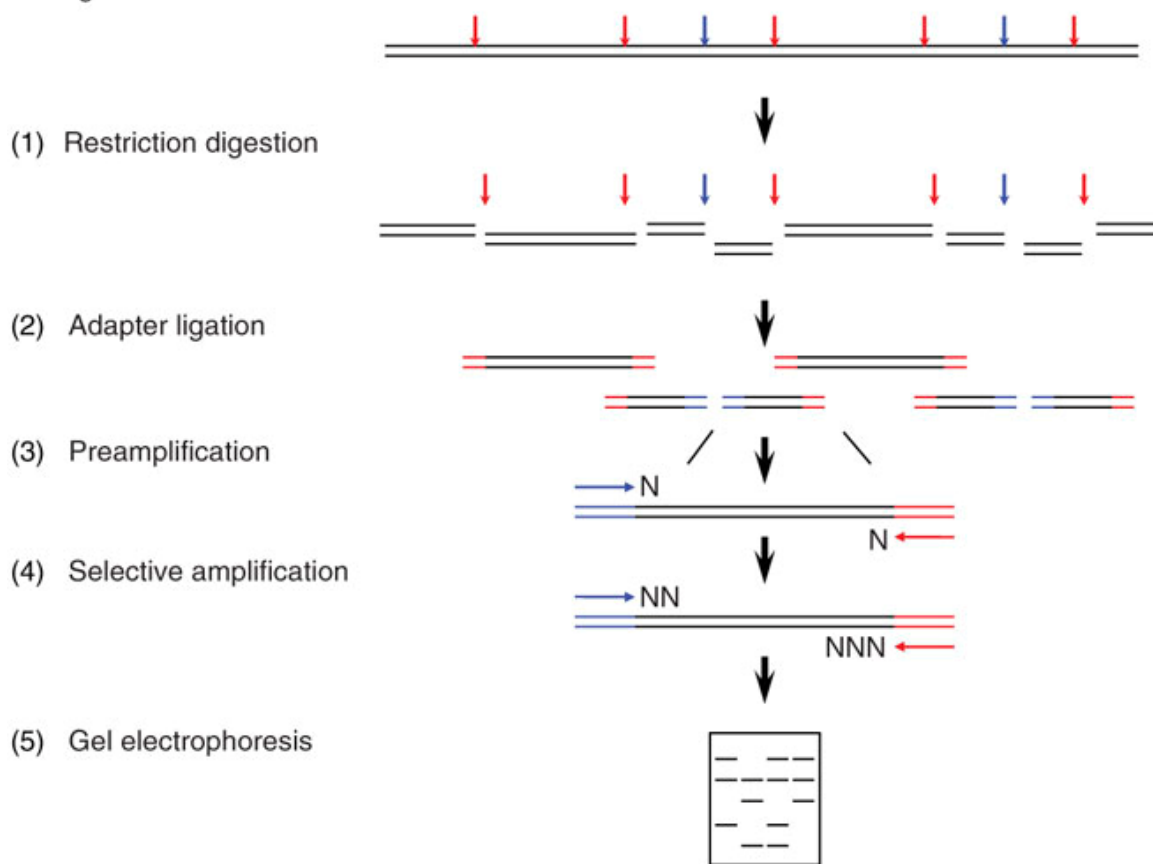 (1) Restriction digestion
(2) Adapter ligation
(3) Preamplification
N
N
(4) Selective amplification
NN
NNN
(5) Gel electrophoresis